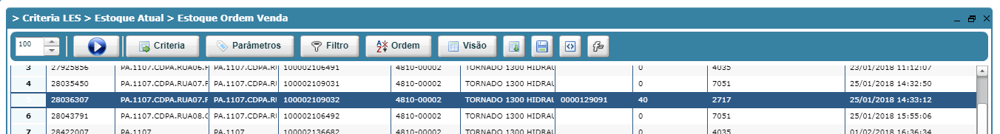 > Criteria LES > Estoque Atual > Estoque Ordem Venda
100 Criteria Parâmetros Filtro Ordem Visão
3 27925856 PA.1107.CDPA.RUA06.F PA.1107.CDPA.RU 100002106491 4810-00002 TORNADO 1300 HIDRAU 0 4035 23/01/2018 11:12:07
4 28035450 PA.1107.CDPA.RUA07.F PA.1107.CDPA.RU 100002109031 4810-00002 TORNADO 1300 HIDRAU 0 7051 25/01/2018 14:32:50
5 28036307 PA.1107.CDPA.RUA07.F PA.1107.CDPA.RU 100002109032 4810-00002 TORNADO 1300 HIDRAU 0000129091 40 2717 25/01/2018 14:33:12
6 28043791 PA.1107.CDPA.RUA08.C PA.1107.CDPA.RU 100002106492 4810-00002 TORNADO 1300 HIDRAU 0 7051 25/01/2018 15:55:06
7 28422007 PA.1107 PA.1107 100002136682 4810-00002 TORNADO 1300 HIDRAU 0 4035 01/02/2018 16:36:34